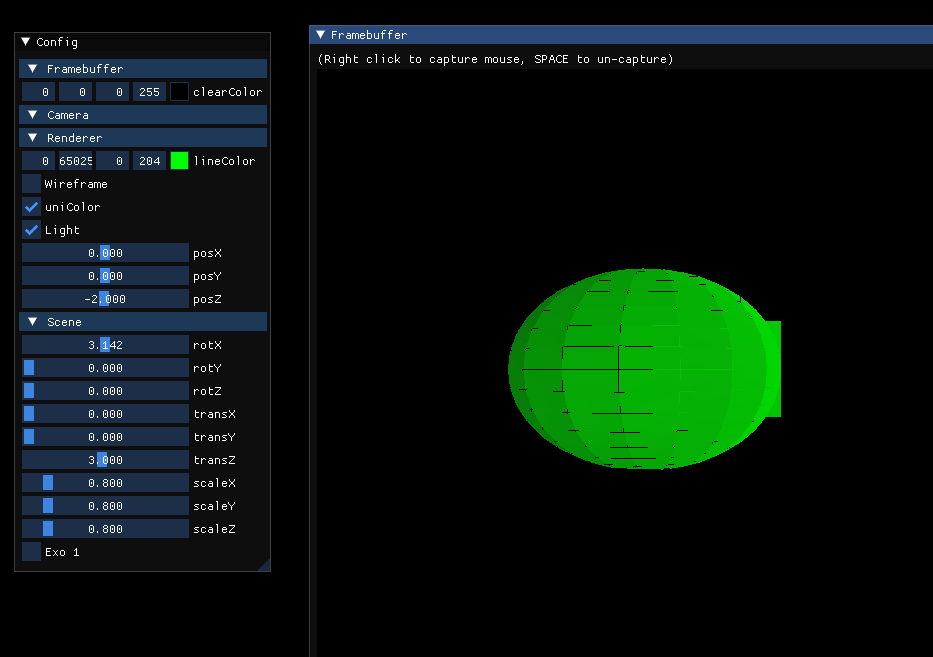 Config
Framebuffer
0 0 0 255 clearColor
Camera
Renderer
0 65025 0 204 lineColor
Wireframe
uniColor
Light
0.000 posX
0.000 posY
-2.000 posZ
Scene
3.142 rotX
0.000 rotY
0.000 rotZ
0.000 transX
0.000 transY
3.000 transZ
0.800 scaleX
0.800 scaleY
0.800 scaleZ
Exo 1
Framebuffer
(Right click to capture mouse, SPACE to un-capture)